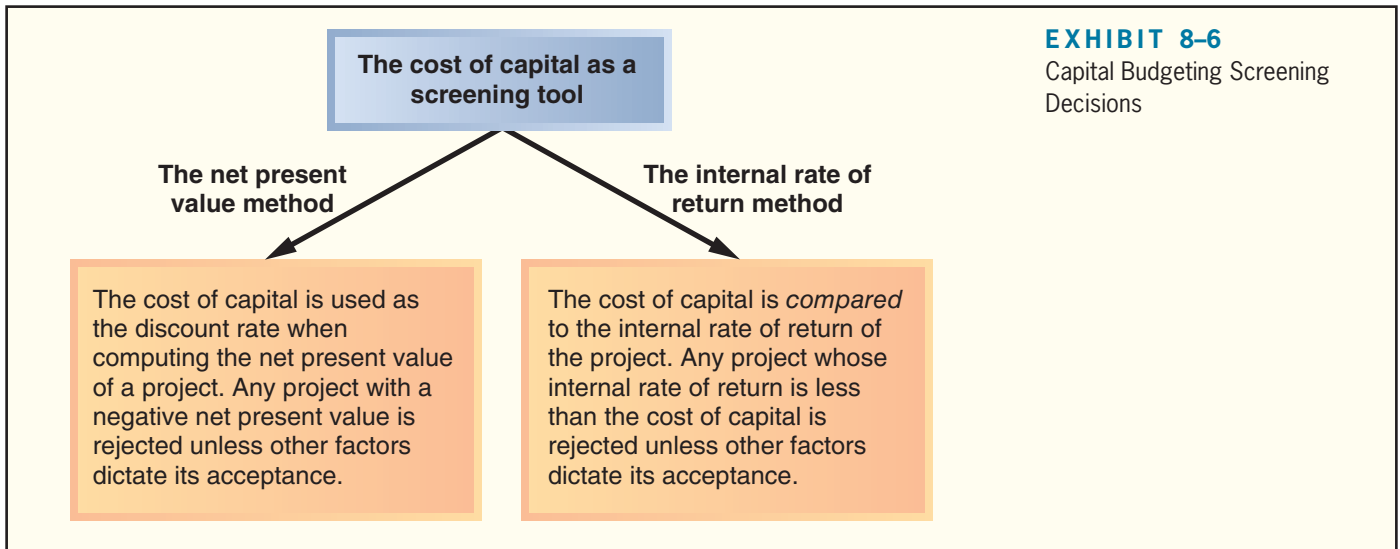 EXHIBIT 8–6
Capital Budgeting Screening
Decisions
The cost of capital as a
screening tool
The net present
value method
The internal rate of
return method
The cost of capital is used as
the discount rate when
computing the net present value
of a project. Any project with a
negative net present value is
rejected unless other factors
dictate its acceptance.
The cost of capital is compared
to the internal rate of return of
the project. Any project whose
internal rate of return is less
than the cost of capital is
rejected unless other factors
dictate its acceptance.